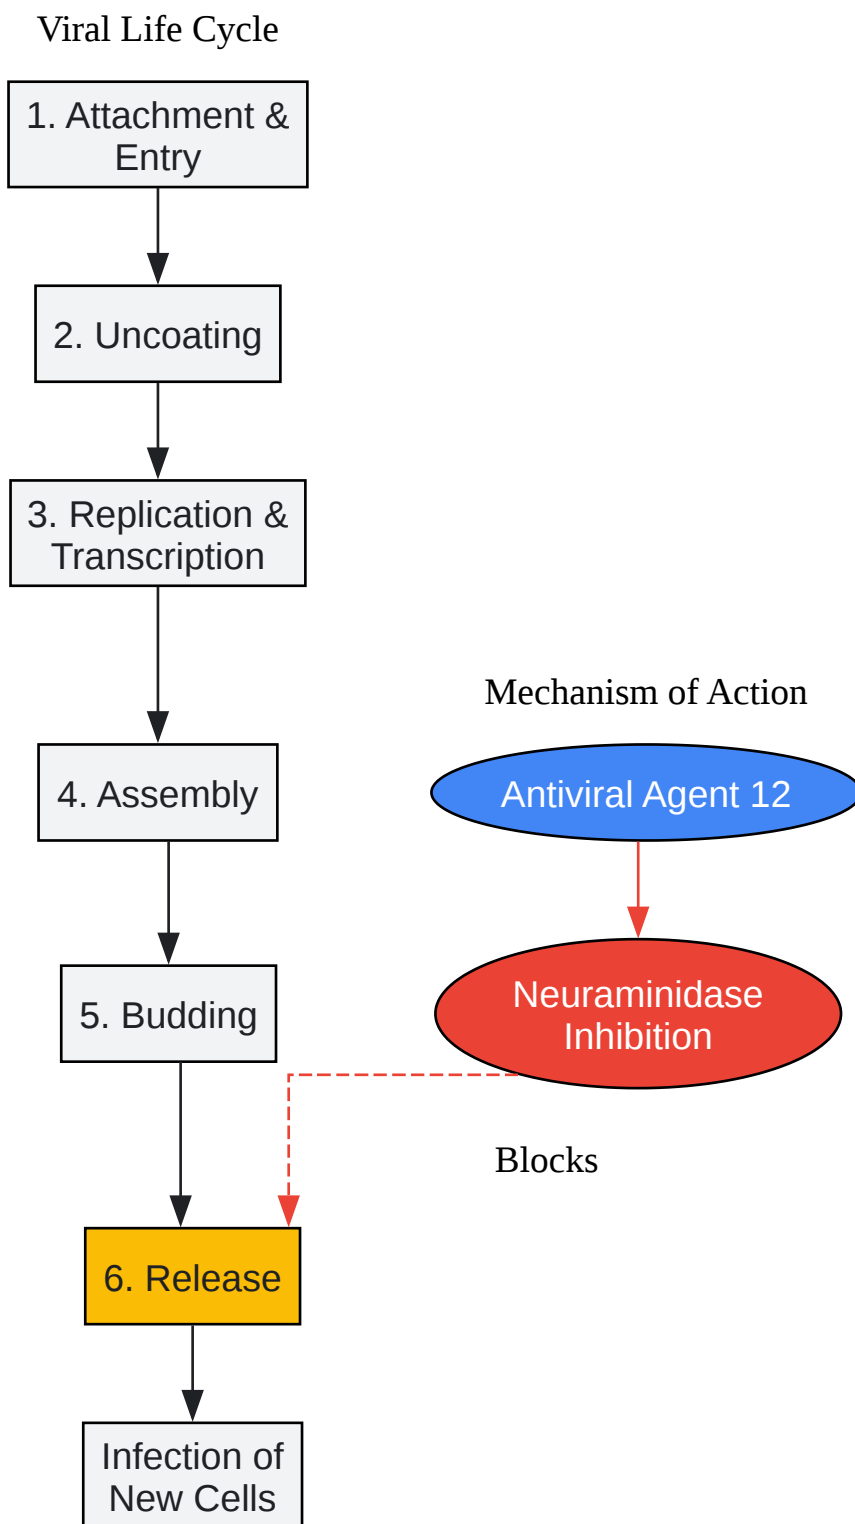 Viral Life Cycle
1. Attachment &
Entry
2. Uncoating
3. Replication &
Transcription
Mechanism of Action
4. Assembly
Antiviral Agent 12
5. Budding
Neuraminidase
Inhibition
Blocks
6. Release
Infection of
New Cells